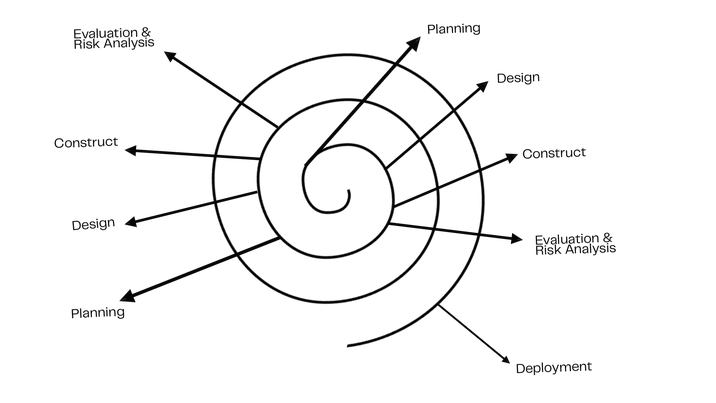 Evaluation &
Risk Analysis
Planning
Design
Construct
Construct
Design
Evaluation &
Risk Analysis
Planning
Deployment